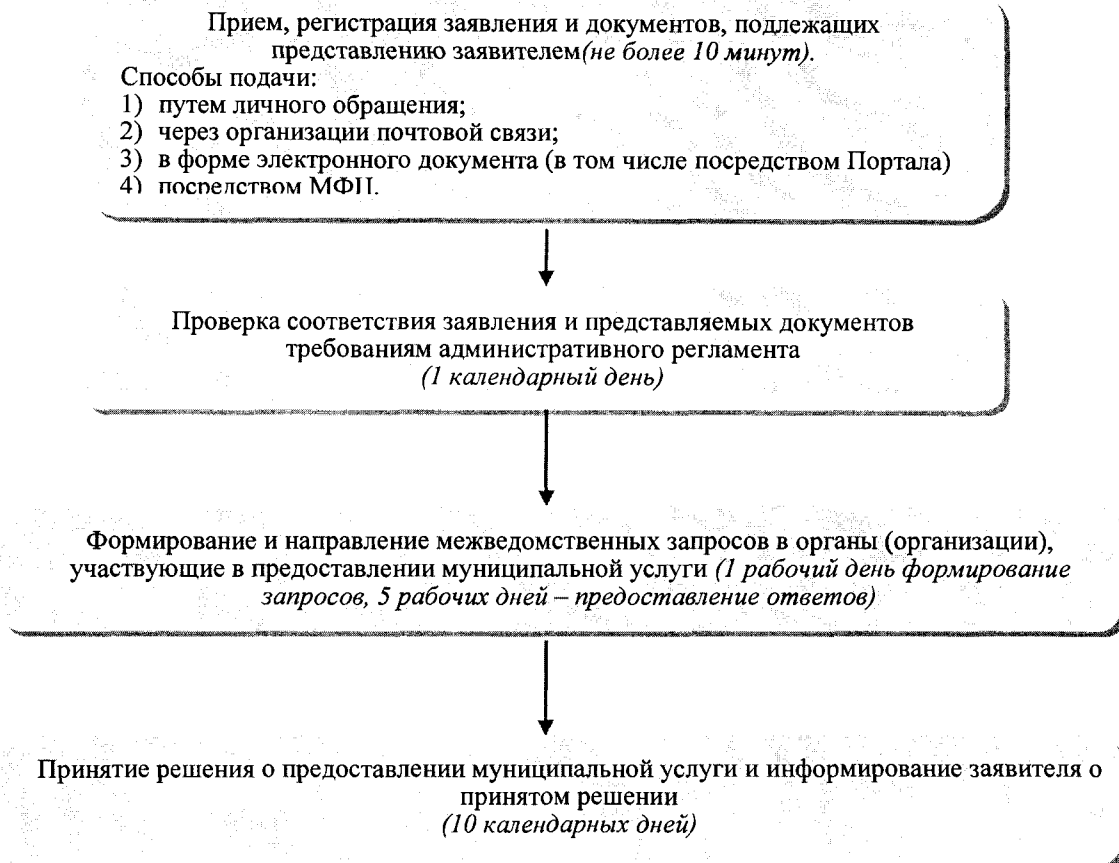 Прием, регистрация заявления и документов, подлежащих
представлению заявителем(не более 10 минут).
Способы подачи:
1) путем личного обращения;
2) через организации почтовой связи;
3) в форме электронного документа (в том числе посредством Портала)
4) посредством МФЦ.
Проверка соответствия заявления и представляемых документов
требованиям административного регламента
(1 календарный день)
Формирование и направление межведомственных запросов в органы (организации),
участвующие в предоставлении муниципальной услуги (1 рабочий день формирование
запросов, 5 рабочих дней – предоставление ответов)
Принятие решения о предоставлении муниципальной услуги и информирование заявителя о
принятом решении
(10 календарных дней)